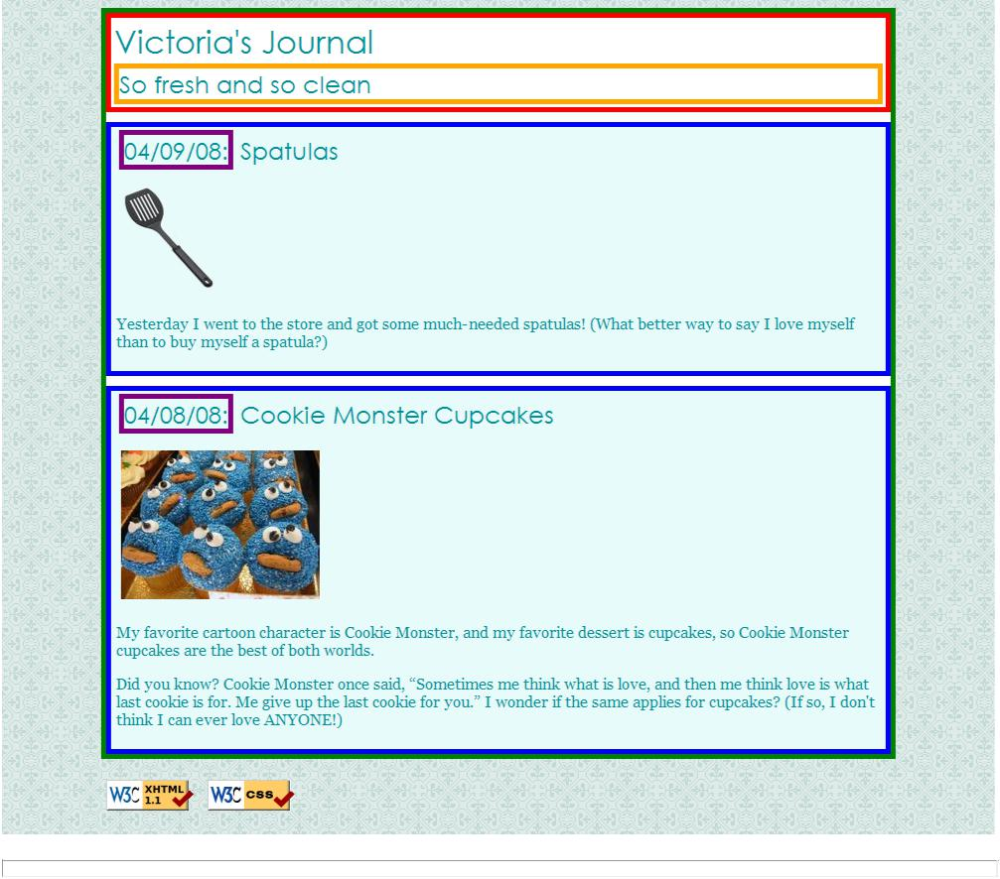 Victoria's Journal
So fresh and so clean
04/09/08: Spatulas
Yesterday I went to the store and got some much-needed spatulas! (What better way to say I love myself
than to buy myself a spatula?)
04/08/08: Cookie Monster Cupcakes
My favorite cartoon character is Cookie Monster, and my favorite dessert is cupcakes, so Cookie Monster
cupcakes are the best of both worlds.
Did you know? Cookie Monster once said, “Sometimes me think what is love, and then me think love is what
last cookie is for. Me give up the last cookie for you.” I wonder if the same applies for cupcakes? (If so, I don't
think I can ever love ANYONE!)
W3C XHTML 1.1 W3C css